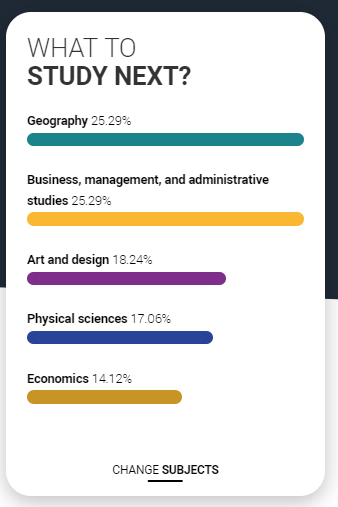 WHAT TO
STUDY NEXT?
Geography 25.29%
Business, management, and administrative
studies 25.29%
Art and design 18.24%
Physical sciences 17.06%
Economics 14.12%
CHANGE SUBJECTS